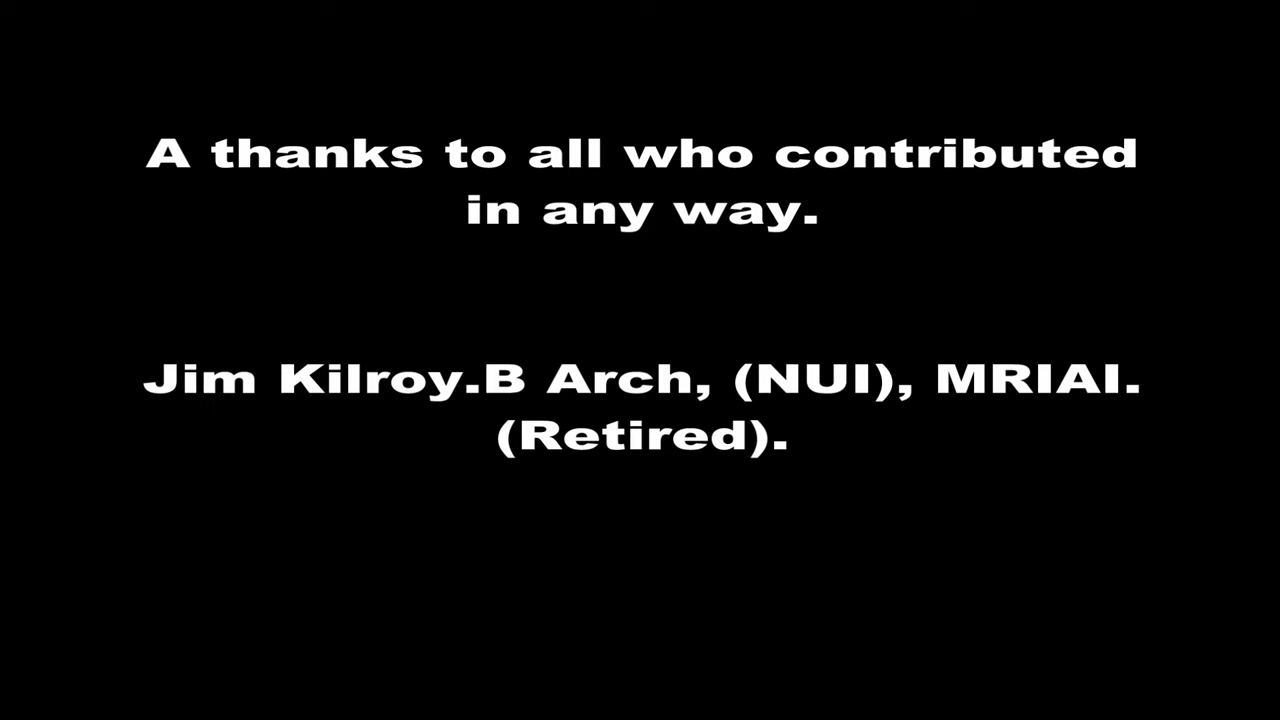 A thanks to all who contributed
in any way.
Jim Kilroy.B Arch, (NUI), MRIAI.
(Retired).